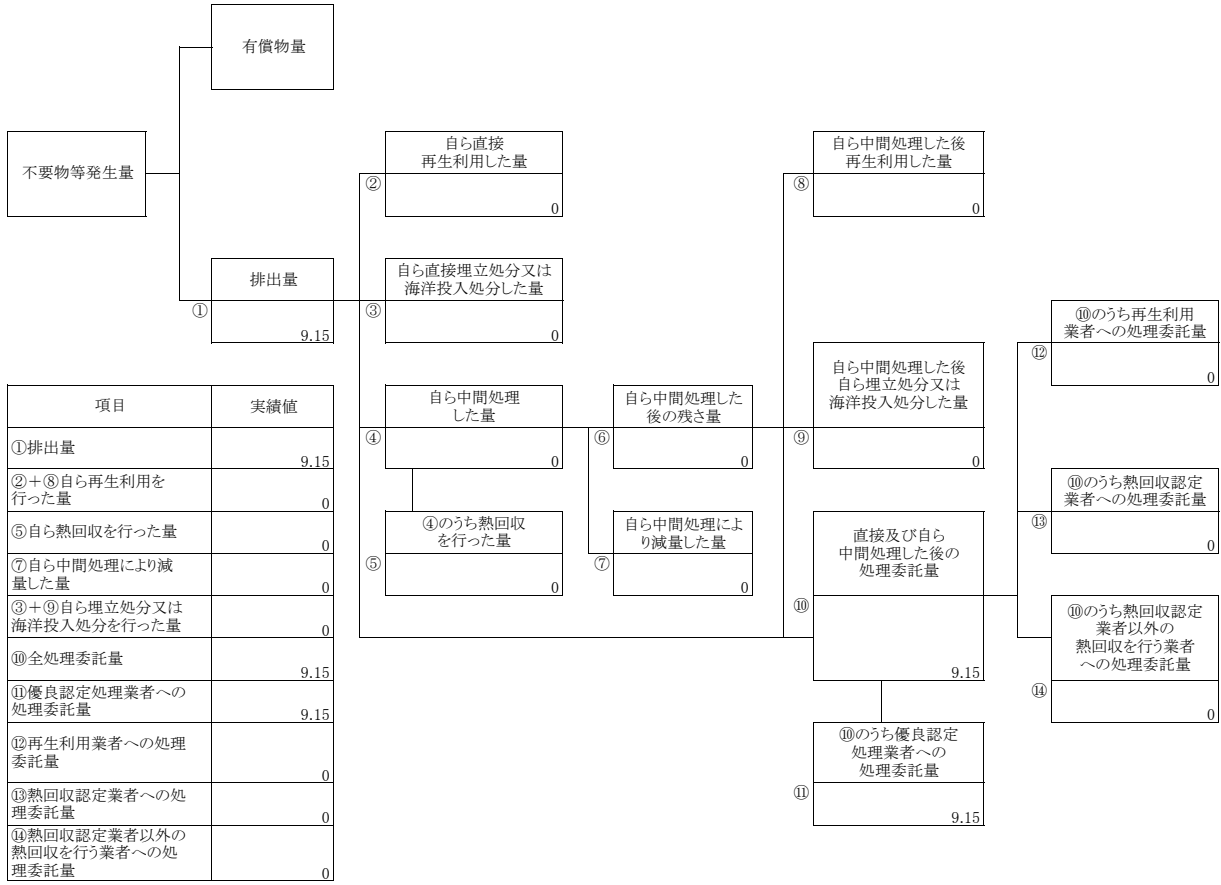 有償物量
不要物等発生量
自ら直接
再生利用した量
②
0
自ら中間処理した後
再生利用した量
⑧
0
排出量
①
9.15
自ら直接埋立処分又は
海洋投入処分した量
③
0
⑩のうち再生利用
業者への処理委託量
⑫
0
自ら中間処理した後
自ら埋立処分又は
海洋投入処分した量
⑨
0
自ら中間処理
した量
④
0
自ら中間処理した
後の残さ量
⑥
0
⑩のうち熱回収認定
業者への処理委託量
⑬
0
④のうち熱回収
を行った量
⑤
0
自ら中間処理によ
り減量した量
⑦
0
直接及び自ら
中間処理した後の
処理委託量
⑩
9.15
⑩のうち熱回収認定
業者以外の
熱回収を行う業者
への処理委託量
⑭
0
⑩のうち優良認定
処理業者への
処理委託量
⑪
9.15
項目 実績値
①排出量
9.15
②+⑧自ら再生利用を
行った量
0
⑤自ら熱回収を行った量
0
⑦自ら中間処理により減
量した量
0
③+⑨自ら埋立処分又は
海洋投入処分を行った量
0
⑩全処理委託量
9.15
⑪優良認定処理業者への
処理委託量
9.15
⑫再生利用業者への処理
委託量
0
⑬熱回収認定業者への処
理委託量
0
⑭熱回収認定業者以外の
熱回収を行う業者への処
理委託量
0